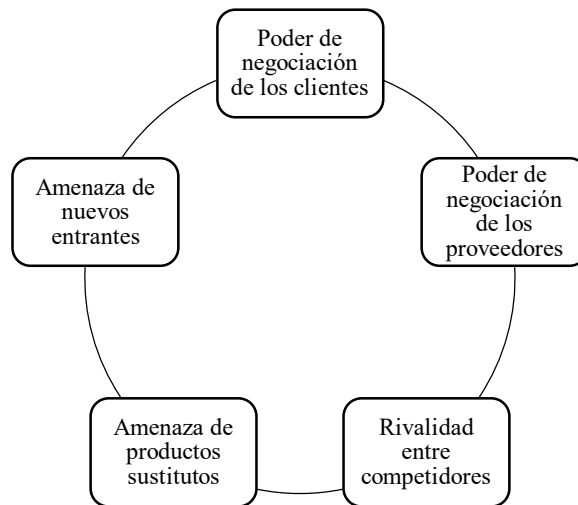 Poder de
negociación
de los clientes
Poder de
negociación
de los
proveedores
Rivalidad
entre
competidores
Amenaza de
productos
sustitutos
Amenaza de
nuevos
entrantes